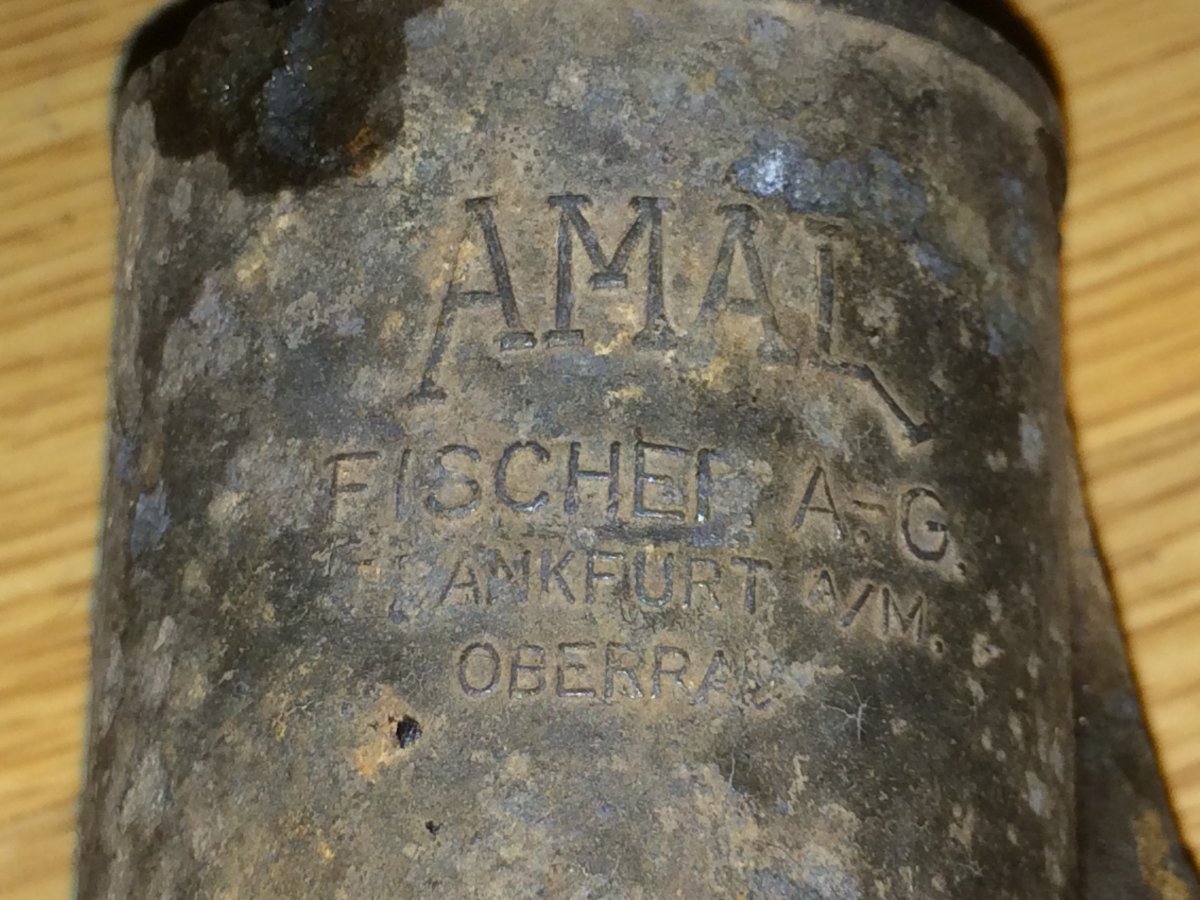 AMAL
FISCHER A.-G.
FRANKFURT A/M.
OBERRAD